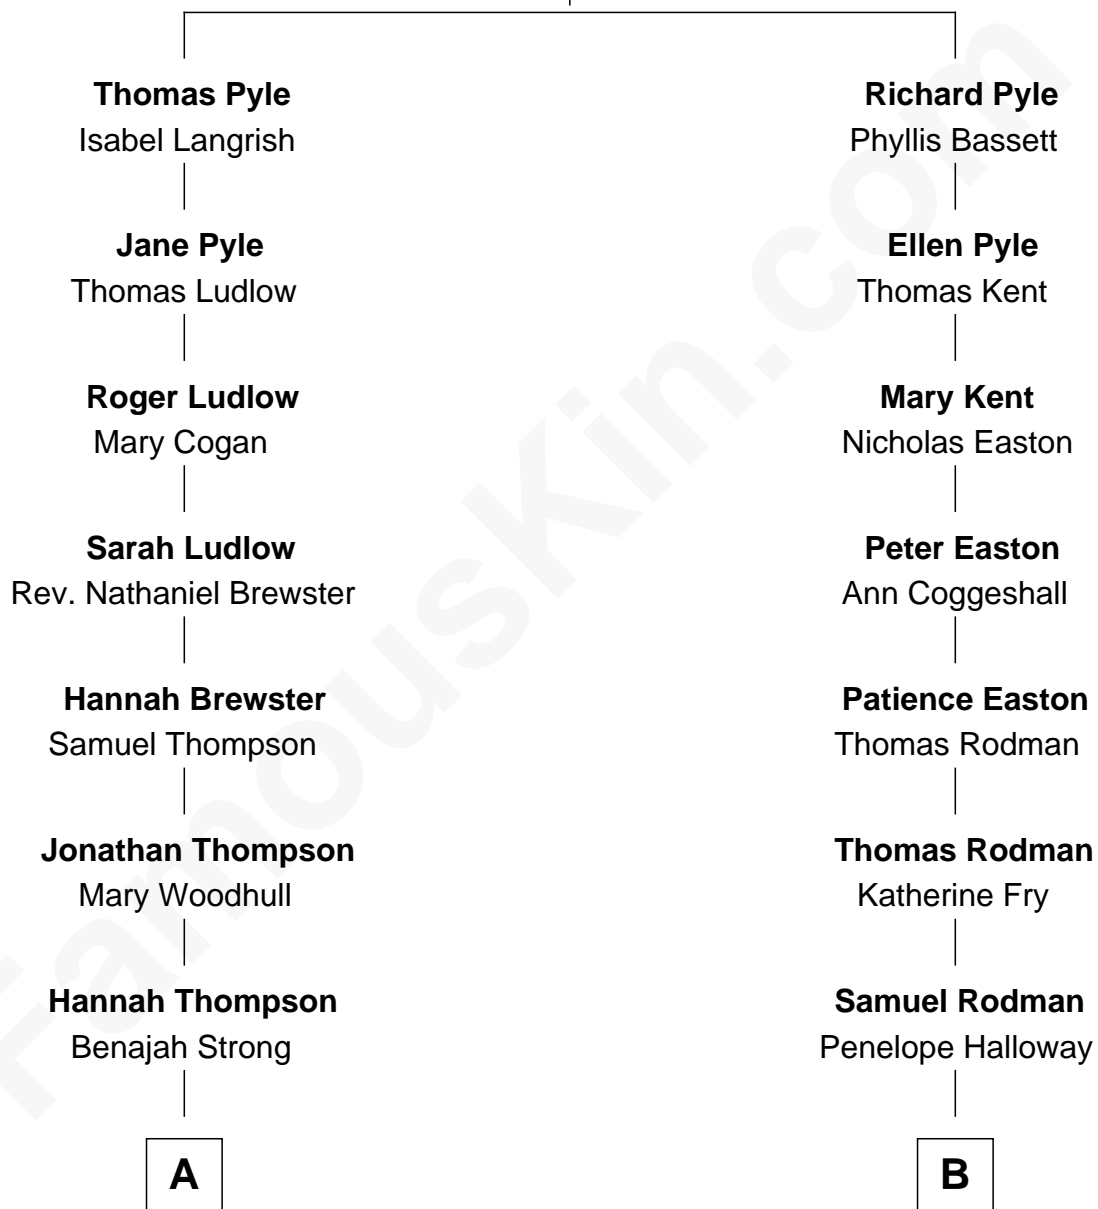 Thomas Pyle
Isabel Langrish
Jane Pyle
Thomas Ludlow
Roger Ludlow
Mary Cogan
Sarah Ludlow
Rev. Nathaniel Brewster
Hannah Brewster
Samuel Thompson
Jonathan Thompson
Mary Woodhull
Hannah Thompson
Benajah Strong
A
Richard Pyle
Phyllis Bassett
Ellen Pyle
Thomas Kent
Mary Kent
Nicholas Easton
Peter Easton
Ann Coggeshall
Patience Easton
Thomas Rodman
Thomas Rodman
Katherine Fry
Samuel Rodman
Penelope Halloway
B
FamousKin.com